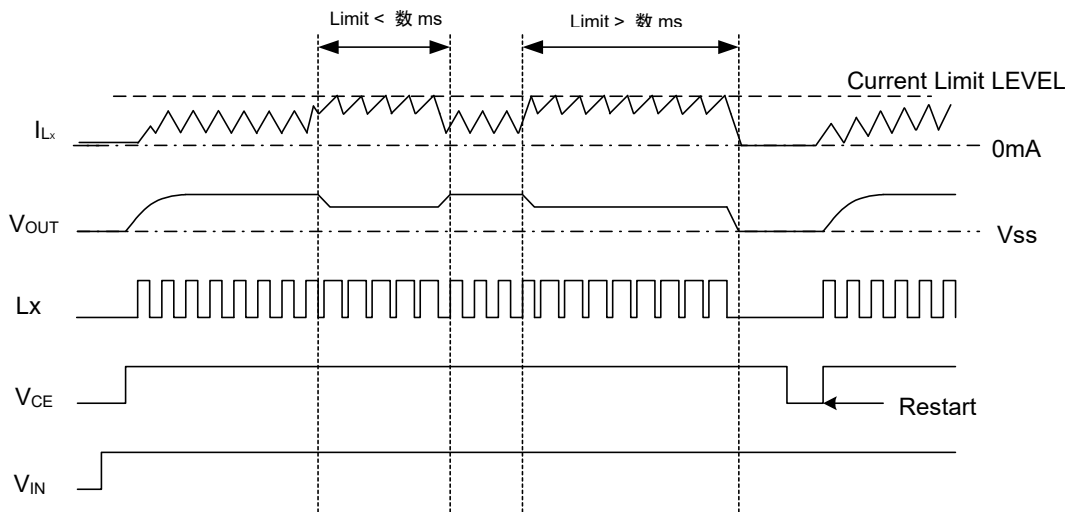 Limit < 数 ms
Limit > 数 ms
Current Limit LEVEL
ILx
0mA
VOUT
Vss
Lx
VCE
Restart
VIN